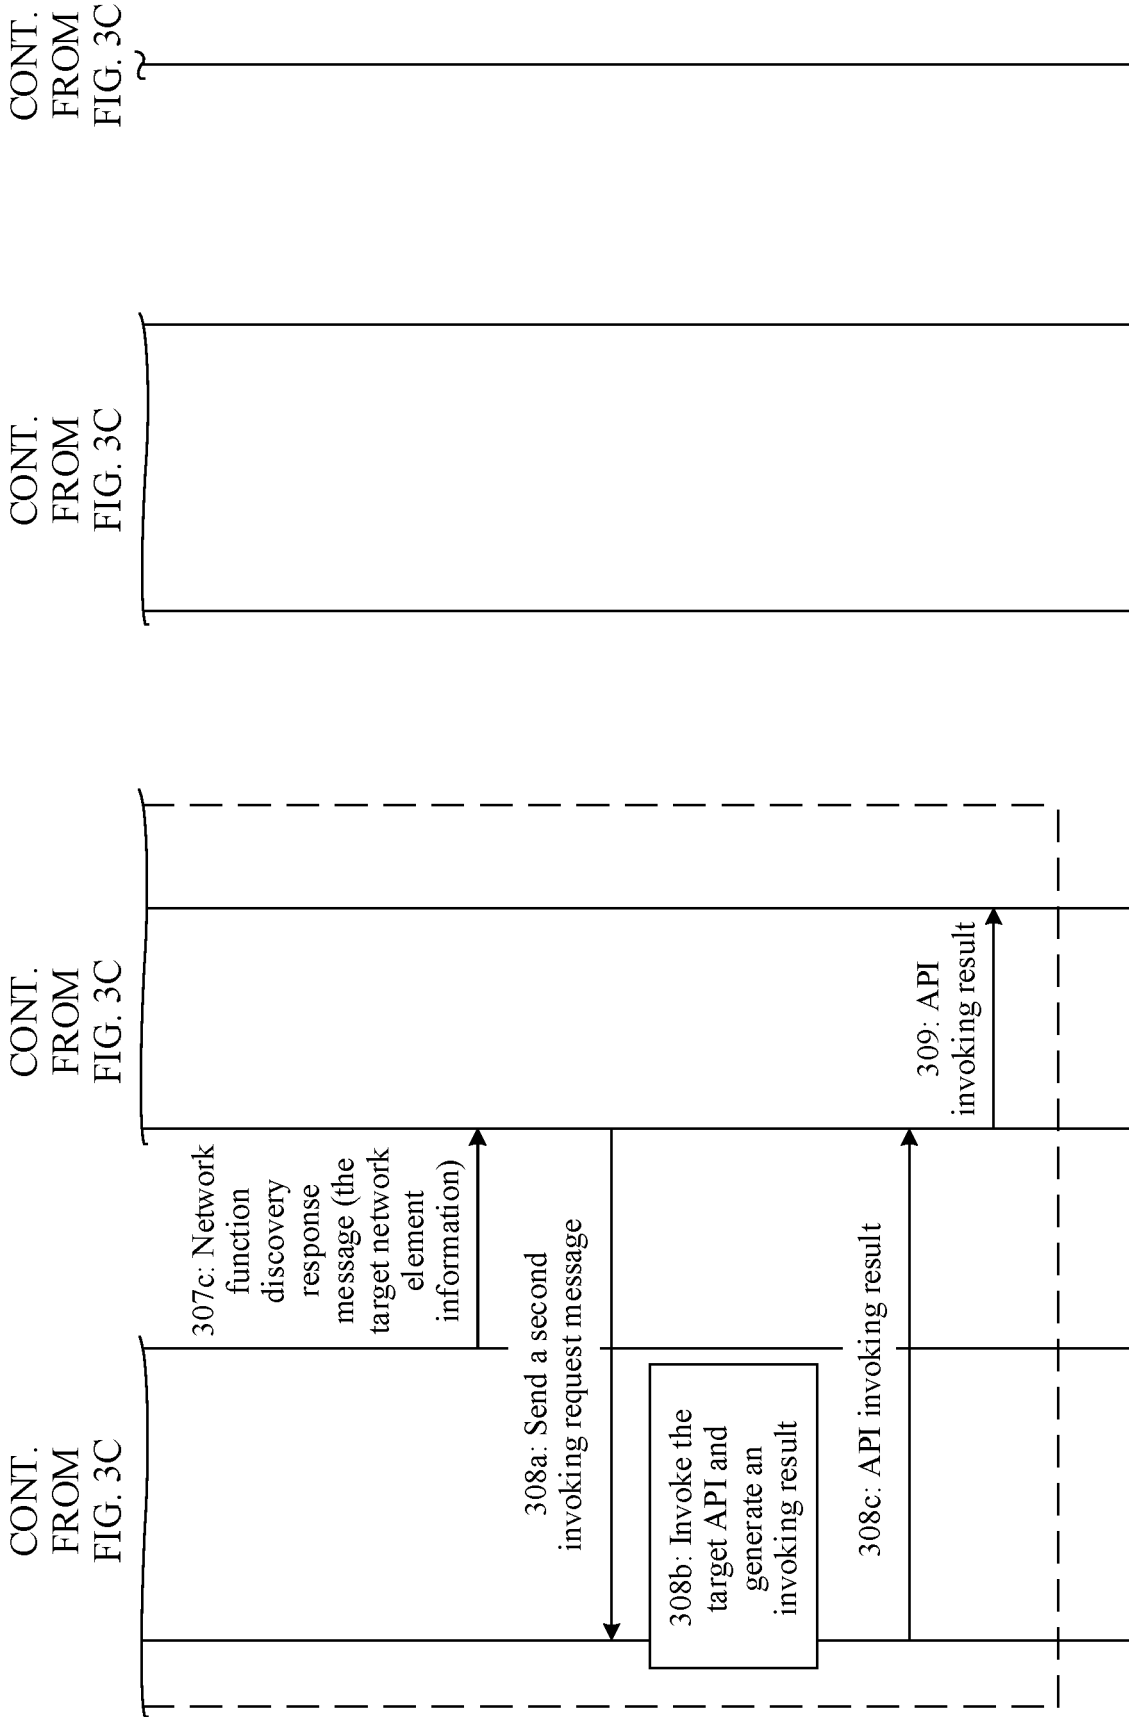 CONT.
FROM
FIG. 3C
CONT.
FROM
FIG. 3C
CONT.
FROM
FIG. 3C
CONT.
FROM
FIG. 3C
307c: Network
function
discovery
response
message (the
target network
element
information)
308a: Send a second
invoking request message
308b: Invoke the
target API and
generate an
invoking result
308c: API invoking result
309: API
invoking result